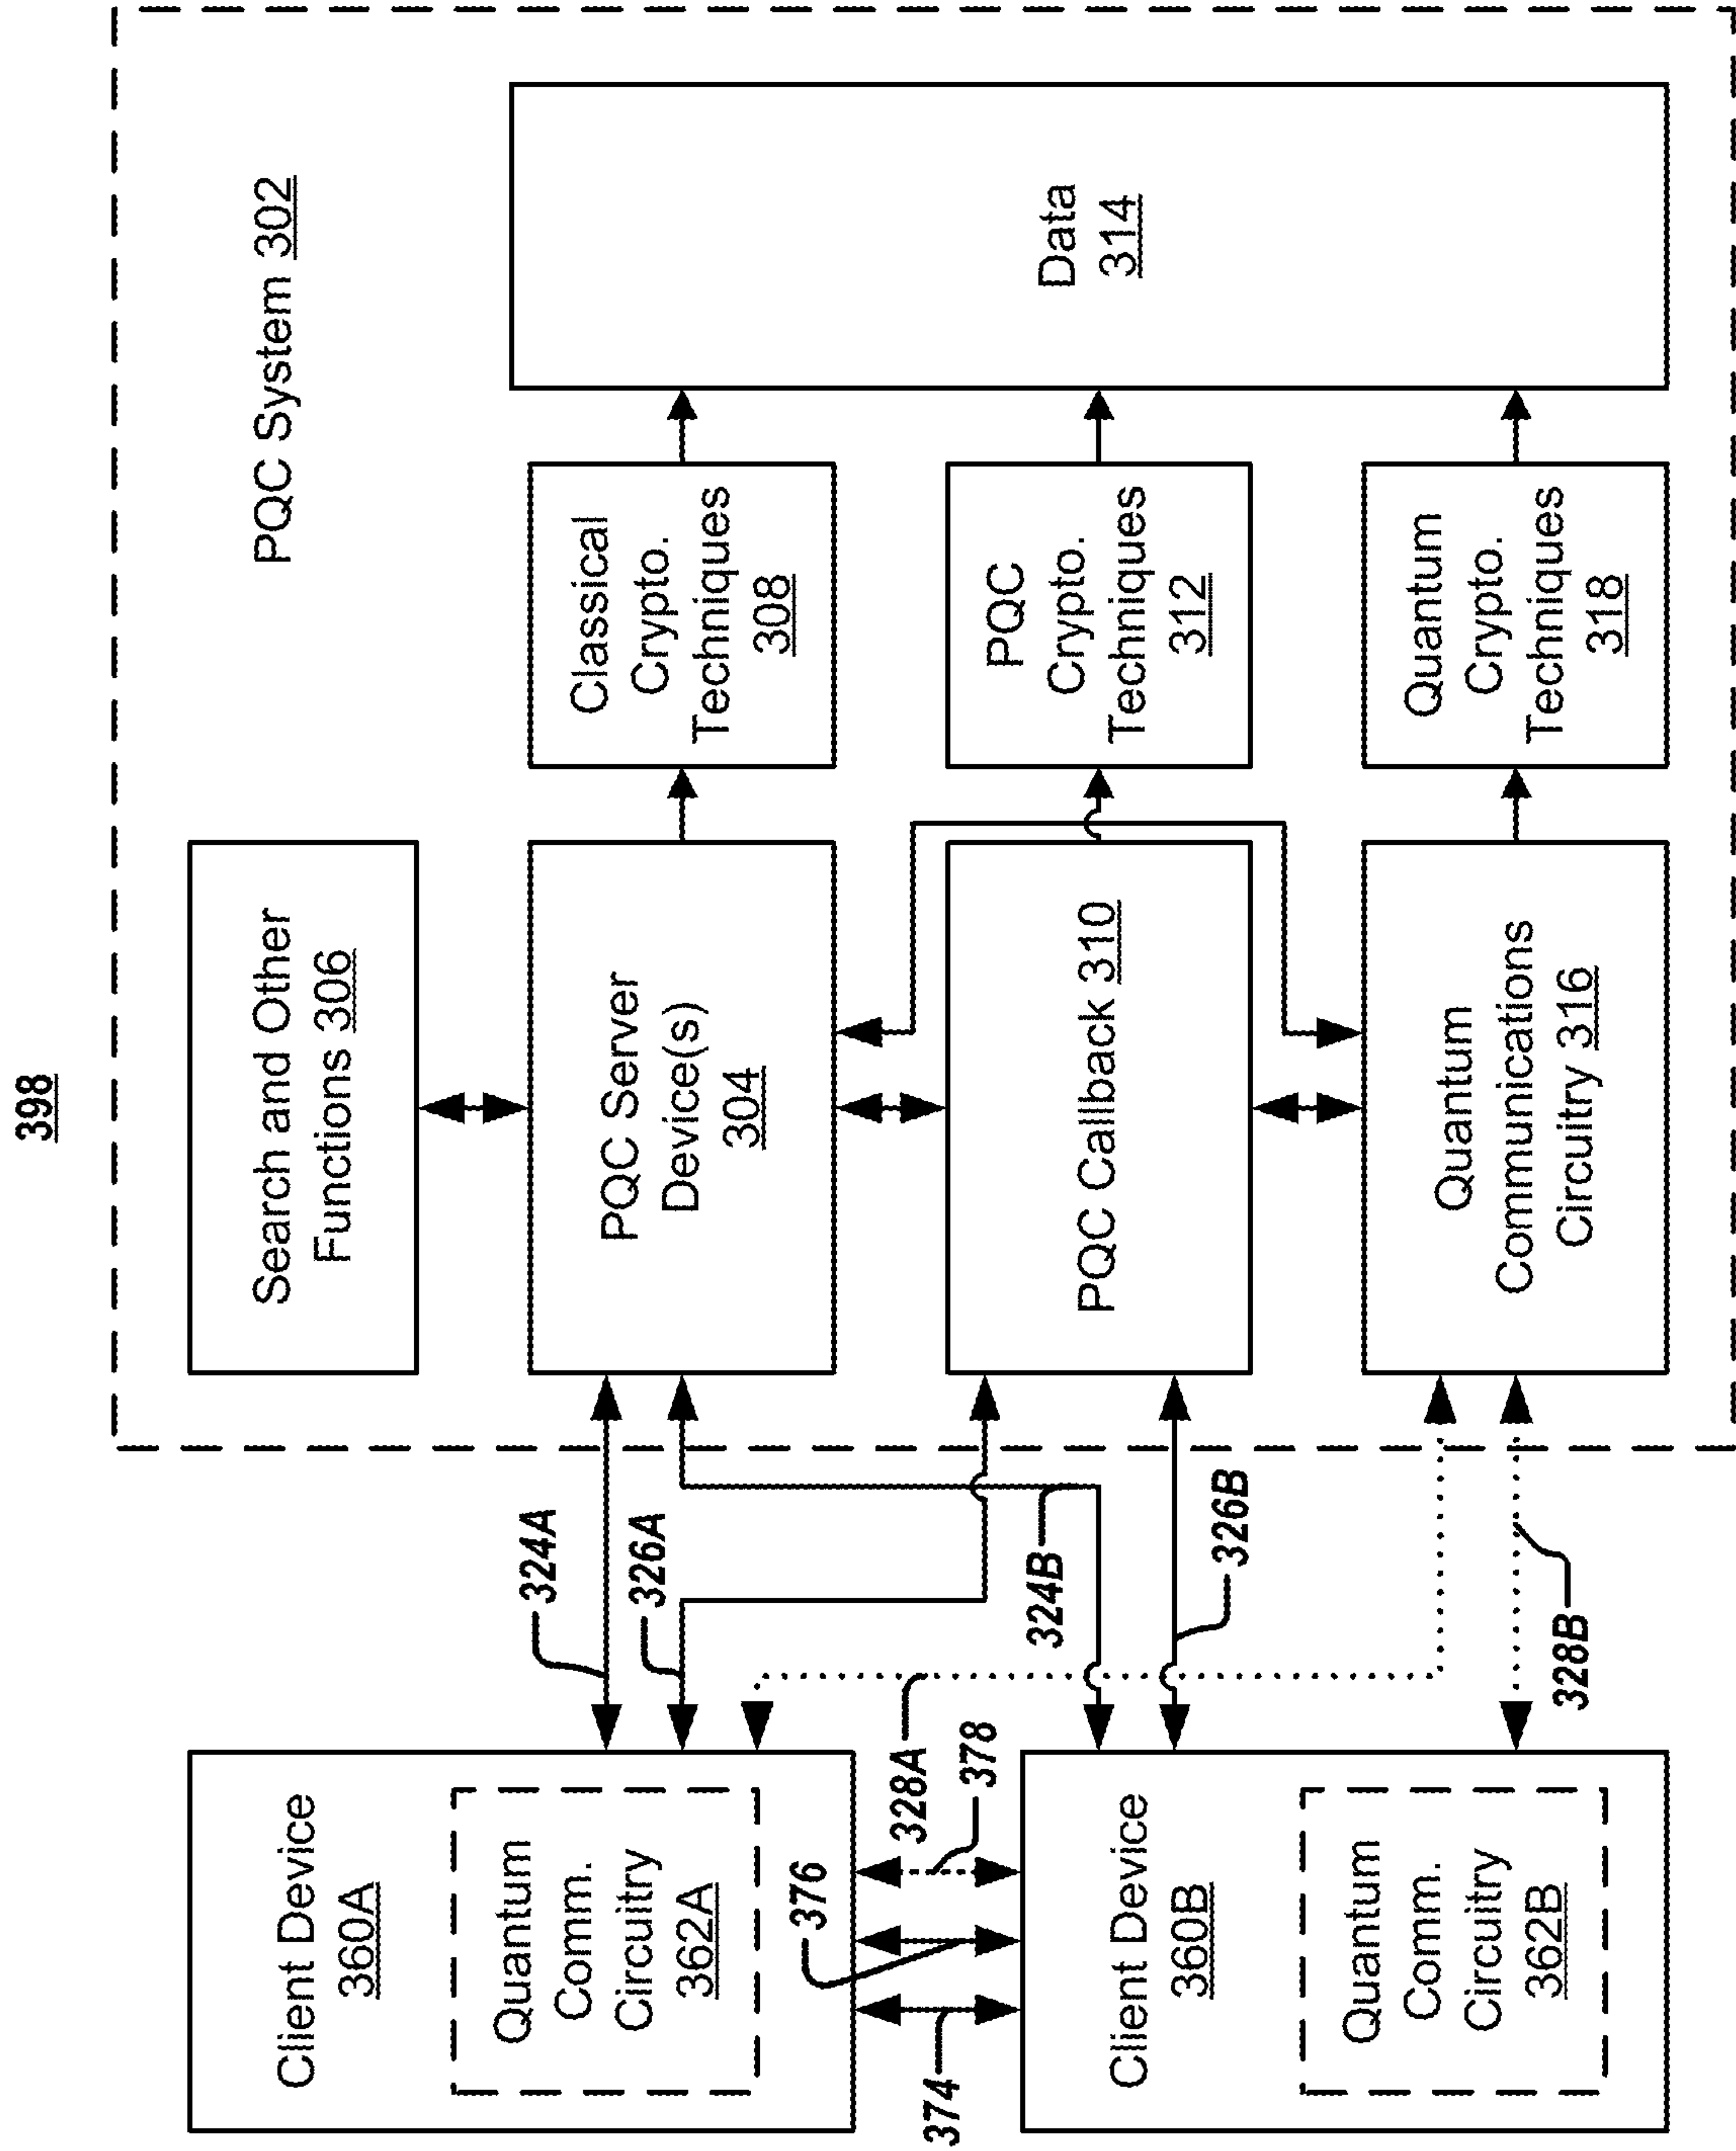 398
PQC System 302
Search and Other
Functions 306
PQC Server
Device(s)
304
Classical
Crypto.
Techniques
308
PQC Callback 310
PQC
Crypto.
Techniques
312
Quantum
Communications
Circuitry 316
Quantum
Crypto.
Techniques
318
Data
314
Client Device
360A
Quantum
Comm.
Circuitry
362A
324A
326A
324B
326B
328A
328B
374
376
378
Client Device
360B
Quantum
Comm.
Circuitry
362B